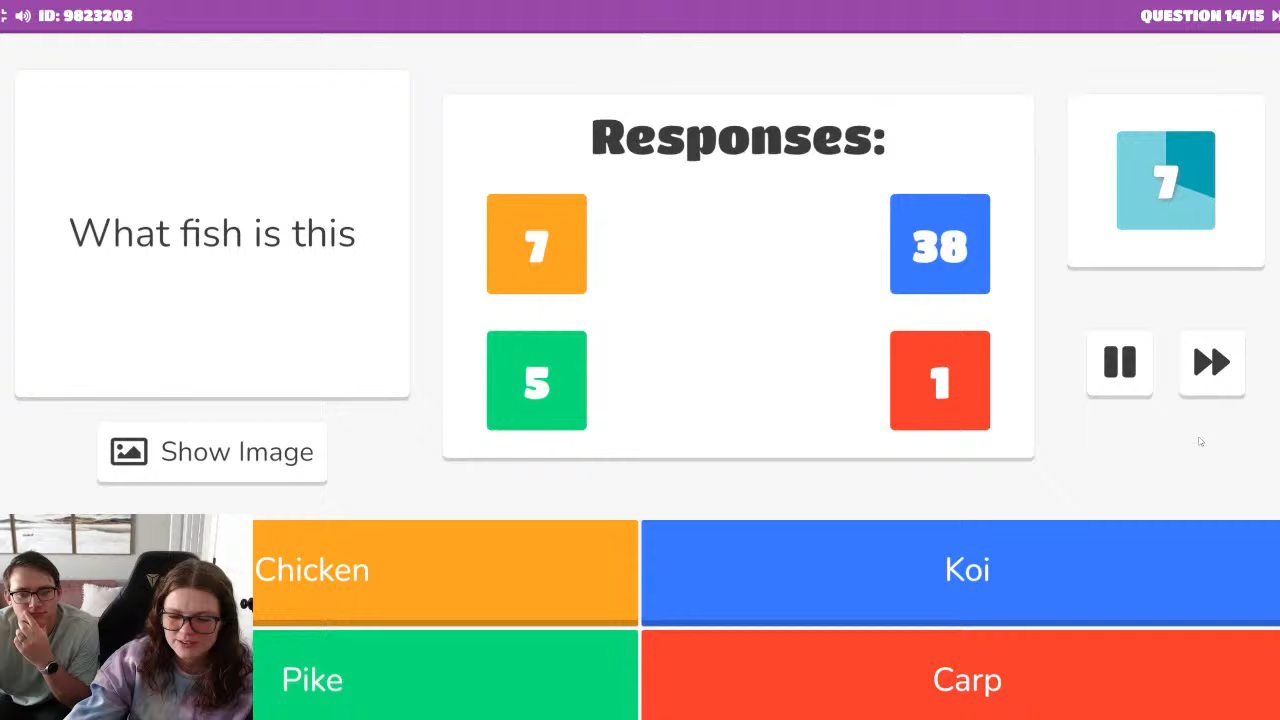 ID: 9823203
QUESTION 14/15
What fish is this
Responses:
7
38
5
1
7
Show Image
Chicken
Koi
Pike
Carp